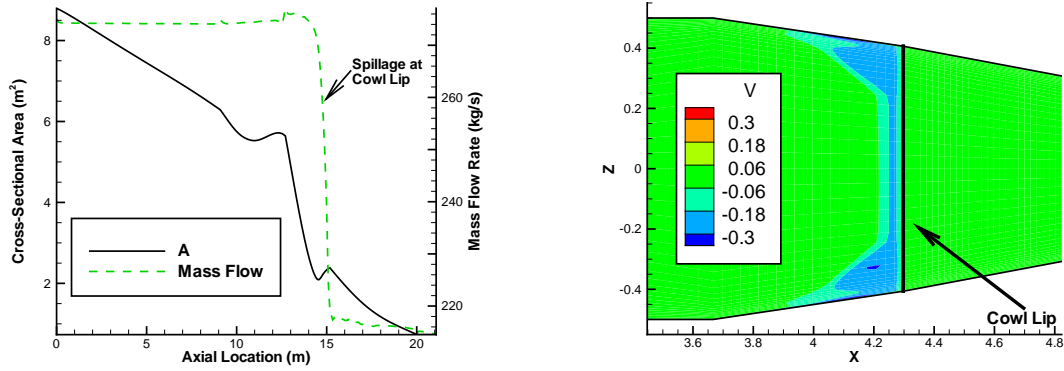 8
6
4
2
Cross-Sectional Area (m²)
260
240
220
Mass Flow Rate (kg/s)
Spillage at
Cowl Lip
A
Mass Flow
0
5
10
15
20
Axial Location (m)
0.4
0.2
0
-0.2
-0.4
Z
V
0.3
0.18
0.06
-0.06
-0.18
-0.3
Cowl Lip
3.6
3.8
4
4.2
4.4
4.6
4.8
X